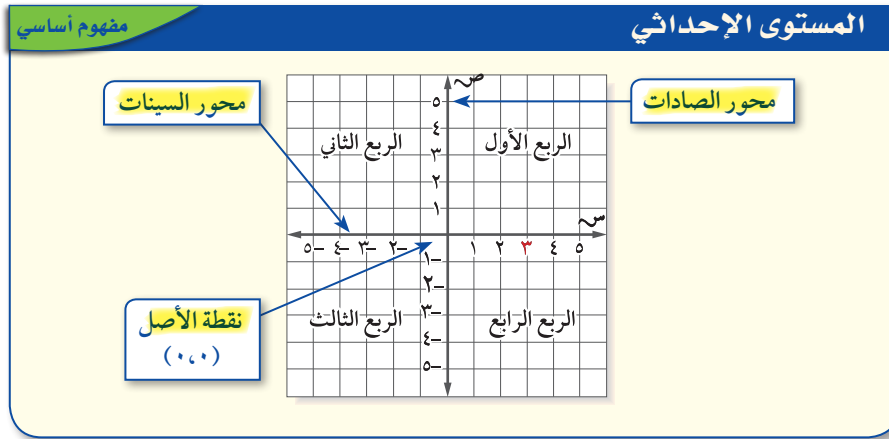 المستوى الإحداثي
مفهوم أساسي
محور الصادات
محور السينات
ص
٥
٤
٣
٢
١
الربع الأول
الربع الثاني
س
٥– ٤– ٣– ٢– ١ ٢ ٣ ٤ ٥
١–
٢–
٣–
٤–
٥–
الربع الرابع
الربع الثالث
نقطة الأصل
(٠،٠)